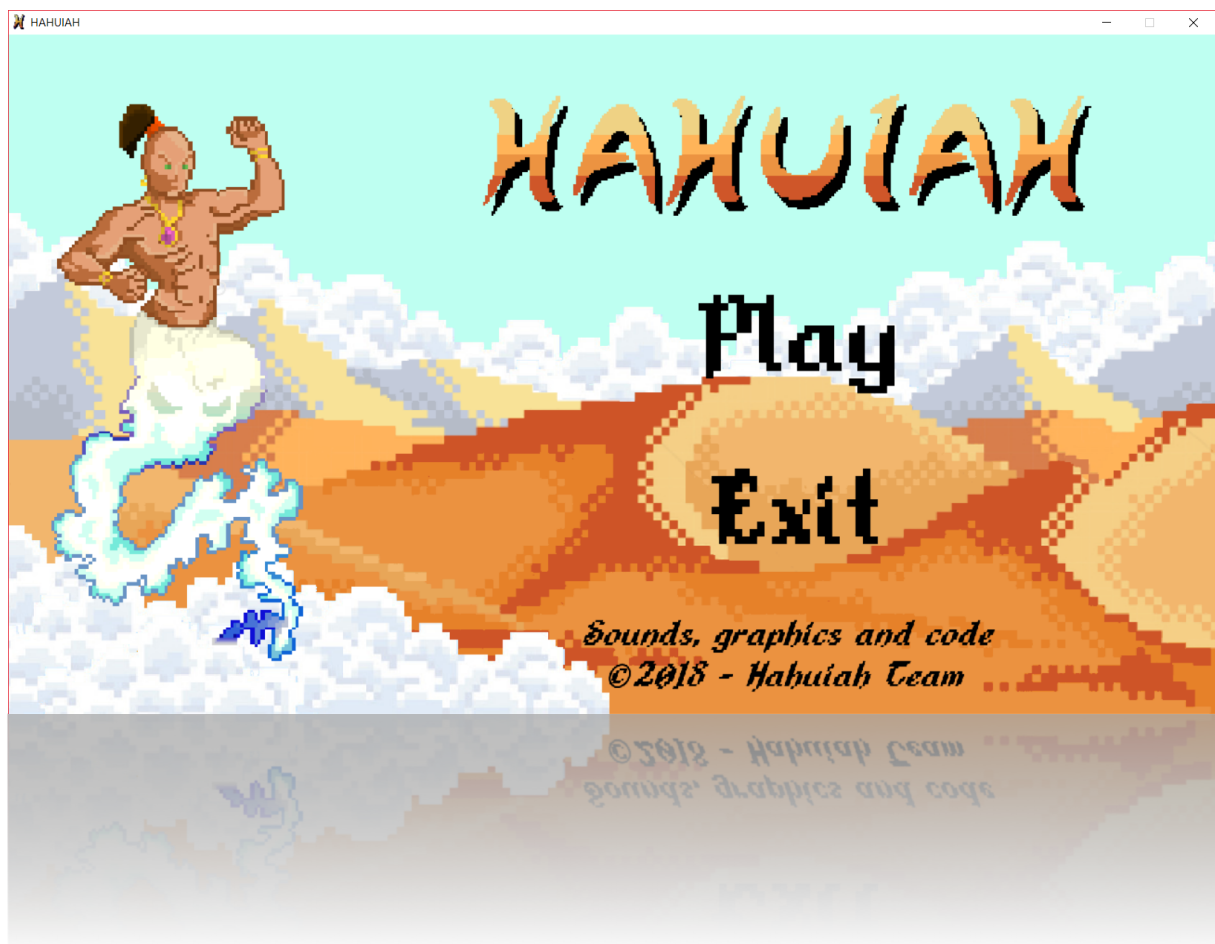 HAHUIAH
HAHUIAH
Play
Exit
Sounds, graphics and code
©2018 - Hahuiah Team